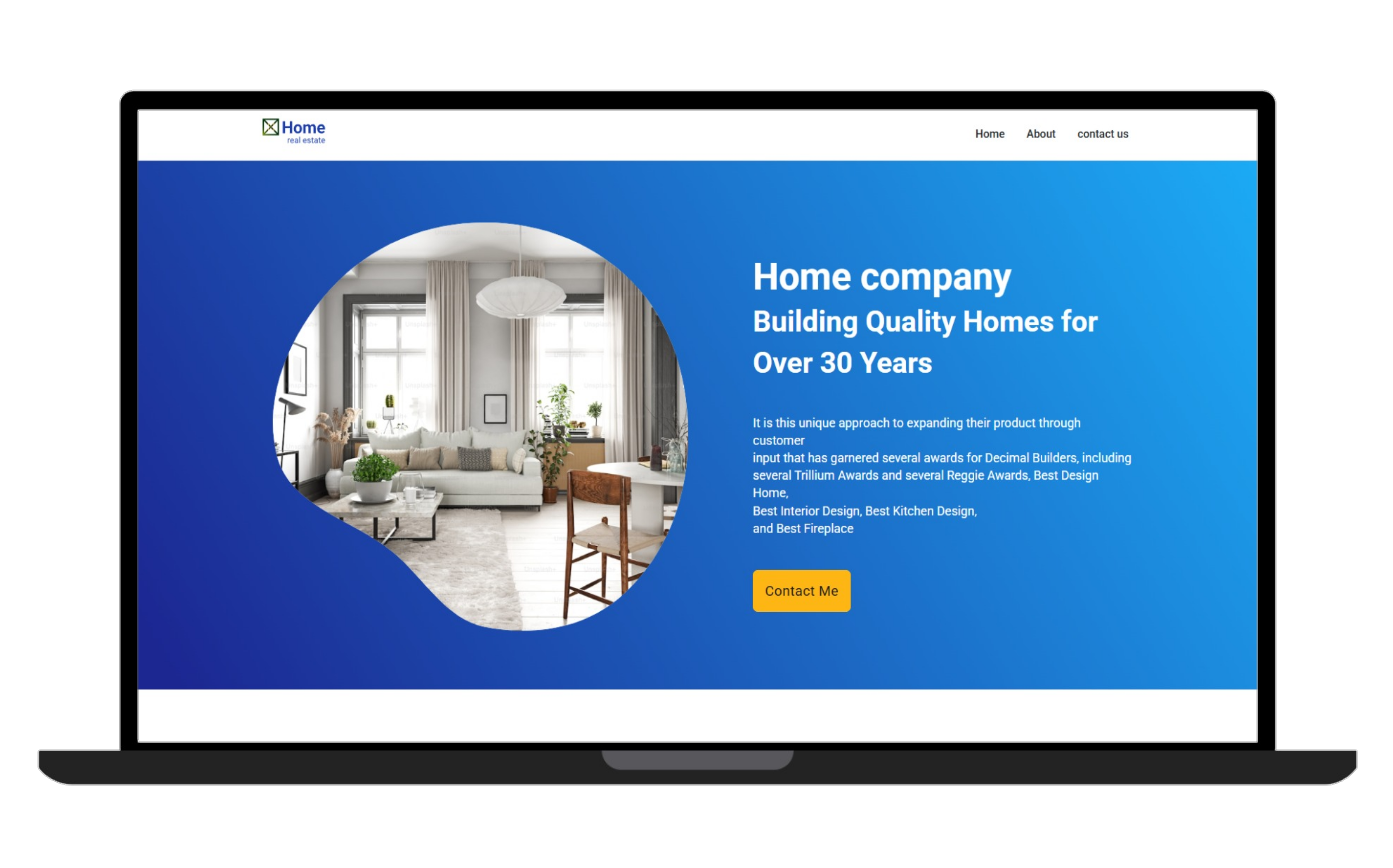 Home
real estate
Home
About
contact us
Home company
Building Quality Homes for
Over 30 Years
It is this unique approach to expanding their product through
customer
input that has garnered several awards for Decimal Builders, including
several Trillium Awards and several Reggie Awards, Best Design
Home,
Best Interior Design, Best Kitchen Design,
and Best Fireplace
Contact Me